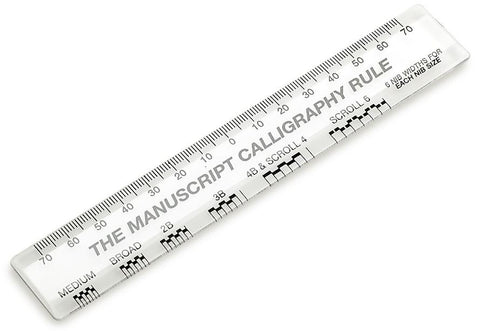 70 60 50 40 30 20 10 0 10 20 30 40 50 60 70
THE MANUSCRIPT CALLIGRAPHY RULE
MEDIUM BROAD 2B 3B 4B & SCROLL 4 SCROLL 6
5 NIB WIDTHS FOR
EACH NIB SIZE